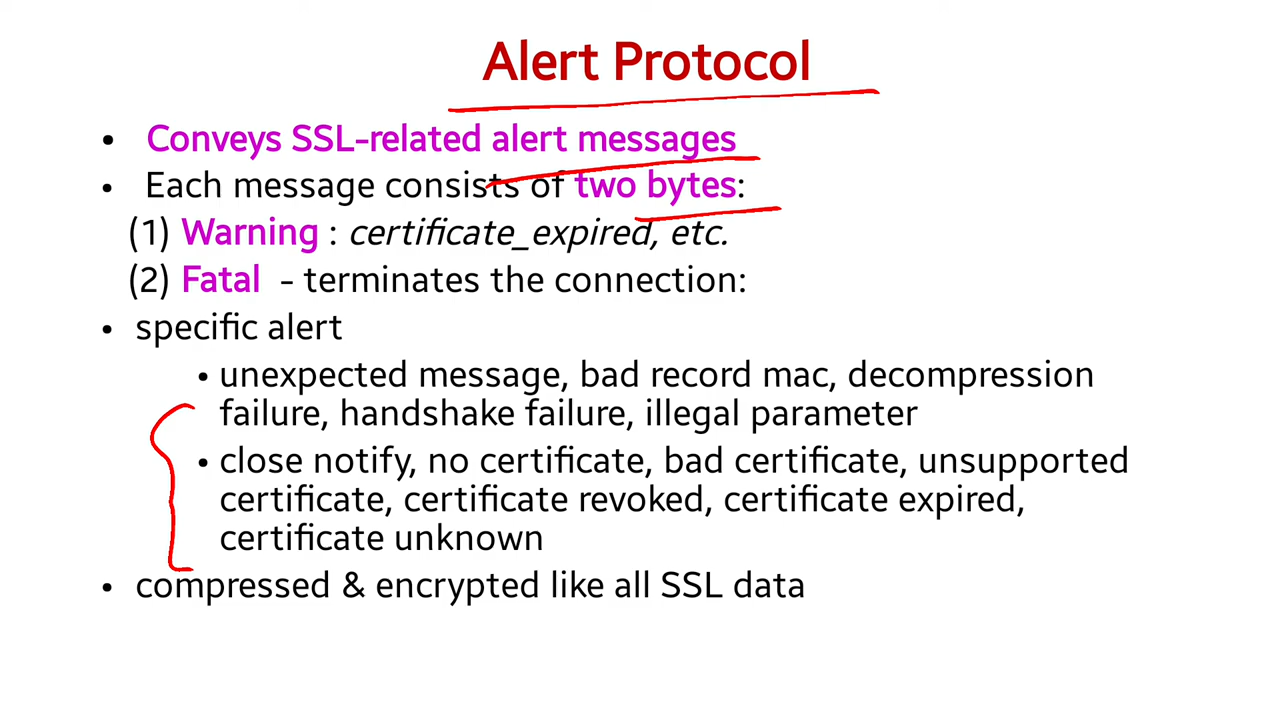 Alert Protocol
• Conveys SSL-related alert messages
• Each message consists of two bytes:
(1) Warning : certificate_expired, etc.
(2) Fatal - terminates the connection:
• specific alert
• unexpected message, bad record mac, decompression
failure, handshake failure, illegal parameter
• close notify, no certificate, bad certificate, unsupported
certificate, certificate revoked, certificate expired,
certificate unknown
• compressed & encrypted like all SSL data